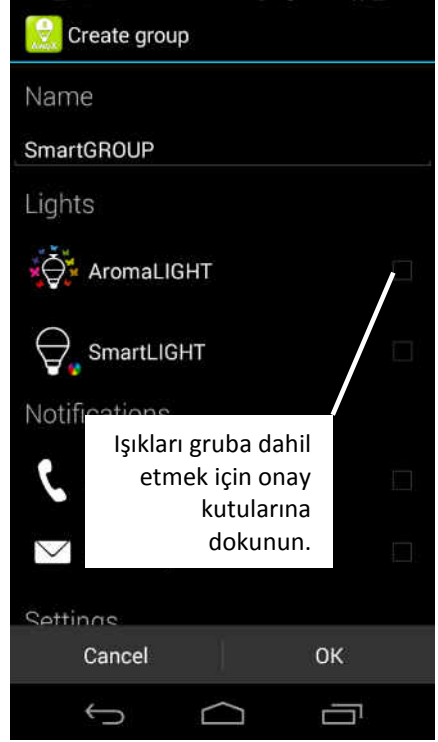 Create group
Name
SmartGROUP
Lights
AromaLIGHT
SmartLIGHT
Notifications
Işıkları gruba dahil
etmek için onay
kutularına
dokunun.
Settings
Cancel OK